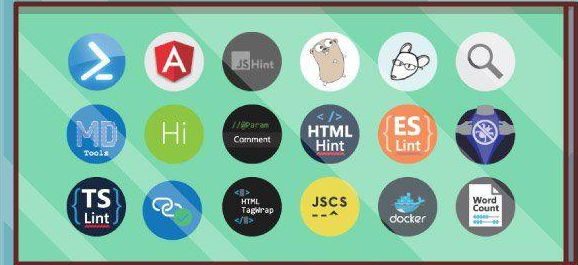 JSHint
MD
Tools
Hi
//@Param
Comment
</>
HTML
Hint
{ES}
Lint
{TS}
Lint
<≡>
HTML
TagWrap
</≡>
JSCS
--^
docker
Word
Count